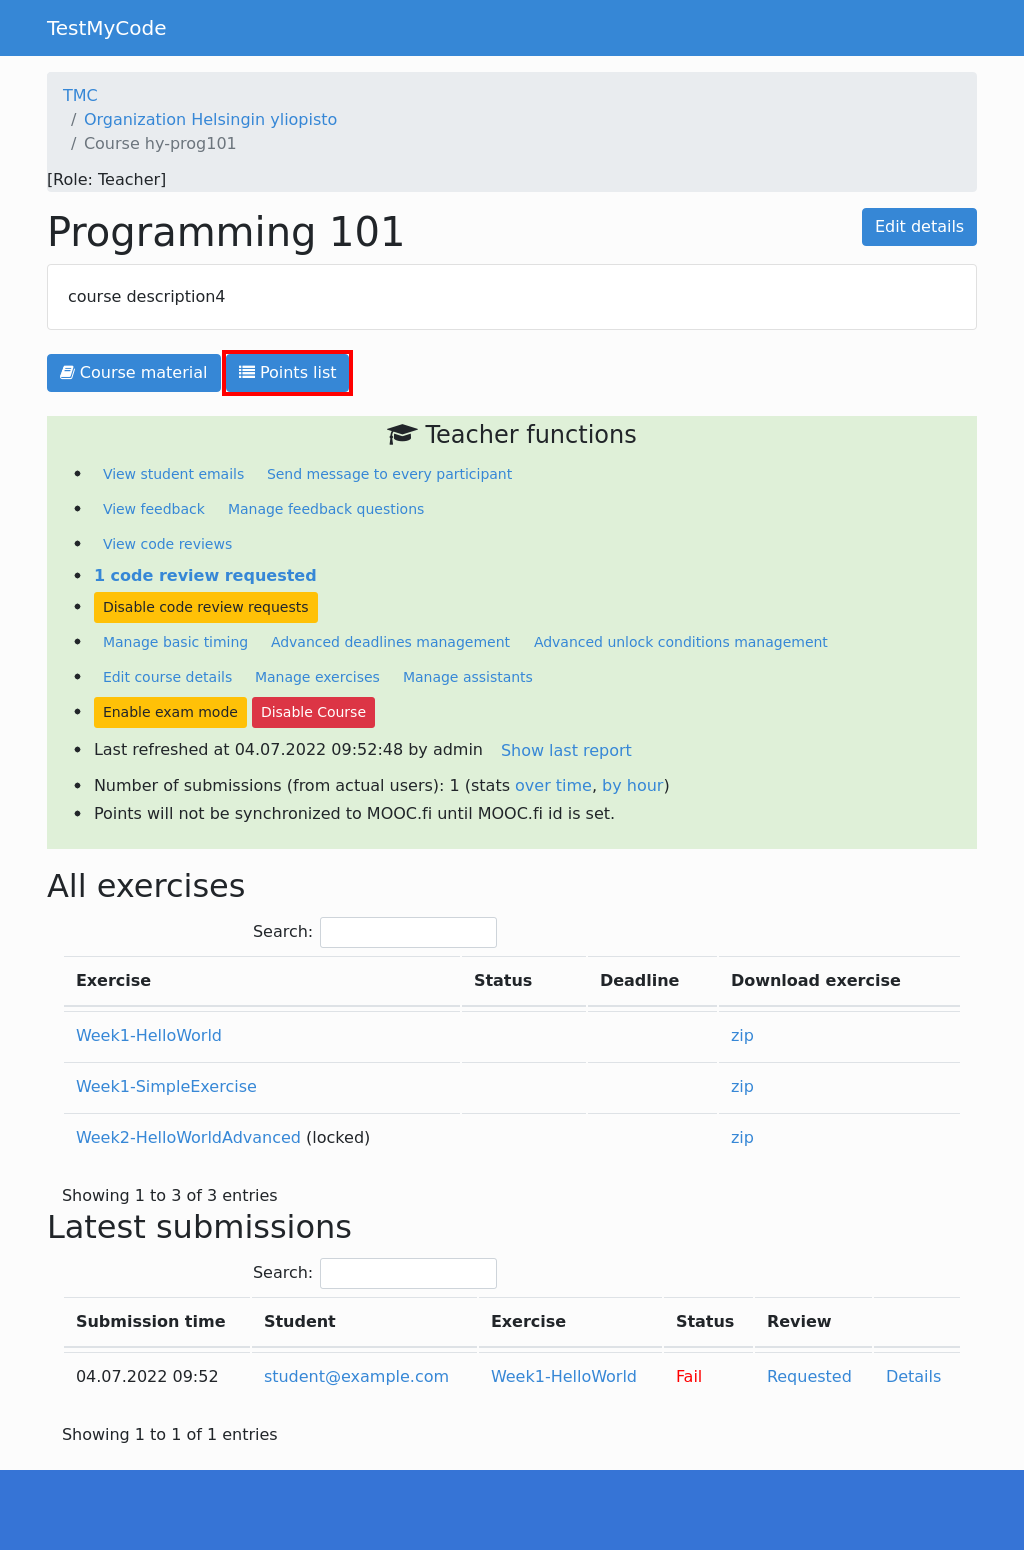 TestMyCode
TMC
/ Organization Helsingin yliopisto
/ Course hy-prog101
[Role: Teacher]
Programming 101
Edit details
course description4
Course material
Points list
Teacher functions
View student emails Send message to every participant
View feedback Manage feedback questions
View code reviews
1 code review requested
Disable code review requests
Manage basic timing Advanced deadlines management Advanced unlock conditions management
Edit course details Manage exercises Manage assistants
Enable exam mode Disable Course
Last refreshed at 04.07.2022 09:52:48 by admin Show last report
Number of submissions (from actual users): 1 (stats over time, by hour)
Points will not be synchronized to MOOC.fi until MOOC.fi id is set.
All exercises
Search:
Exercise Status Deadline Download exercise
Week1-HelloWorld zip
Week1-SimpleExercise zip
Week2-HelloWorldAdvanced (locked) zip
Showing 1 to 3 of 3 entries
Latest submissions
Search:
Submission time Student Exercise Status Review
04.07.2022 09:52 student@example.com Week1-HelloWorld Fail Requested Details
Showing 1 to 1 of 1 entries